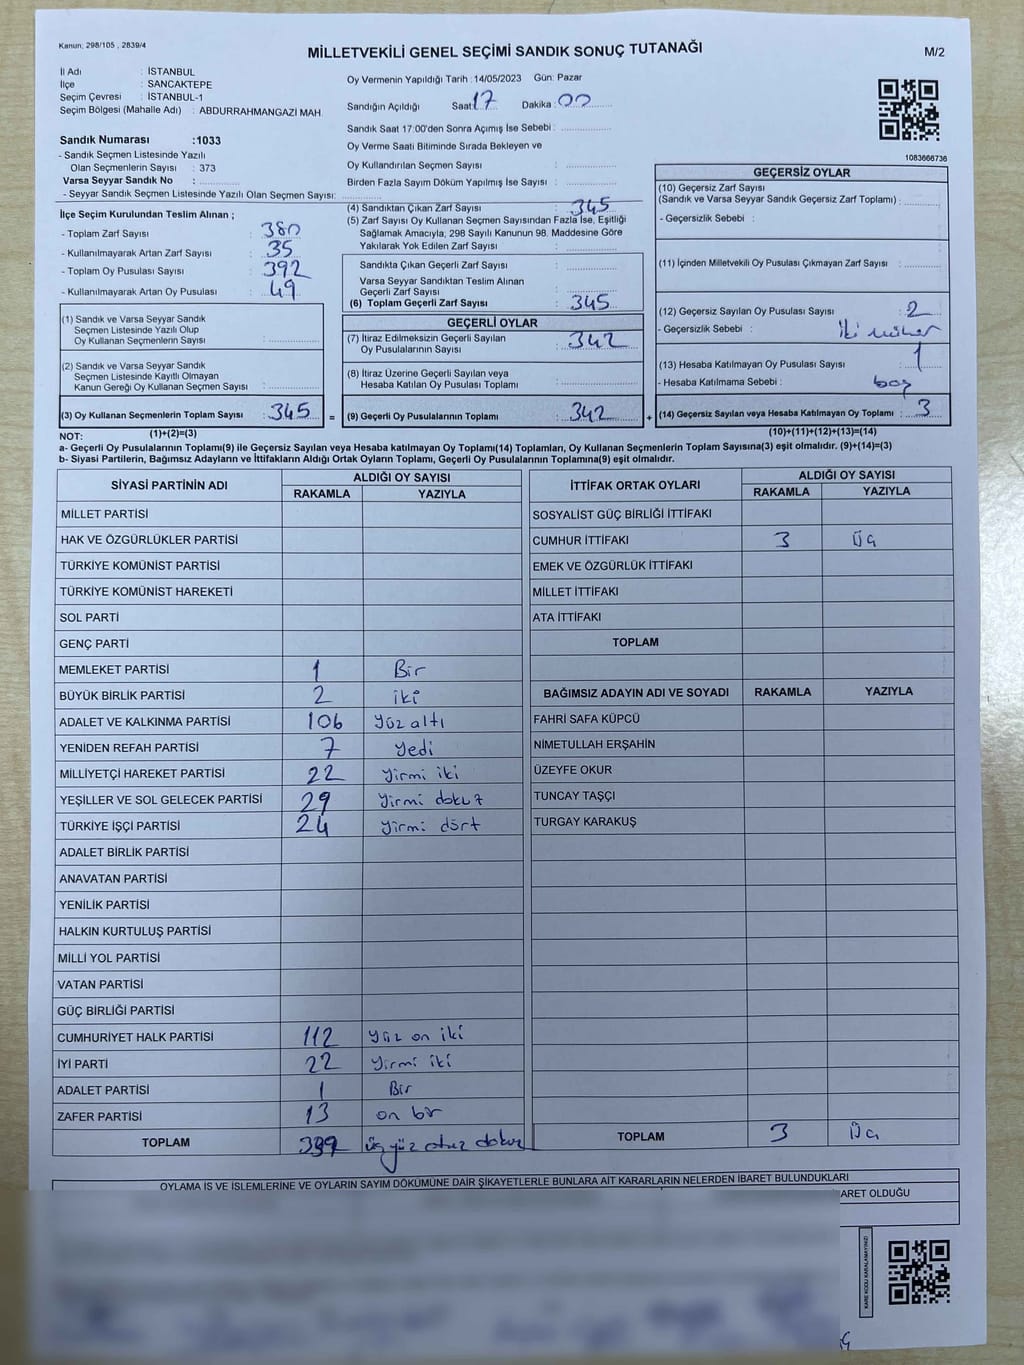 Kanun; 298/105 , 2839/4
MİLLETVEKİLİ GENEL SEÇİMİ SANDIK SONUÇ TUTANAĞI
M/2
İl Adı : İSTANBUL
İlçe : SANCAKTEPE
Seçim Çevresi : İSTANBUL-1
Seçim Bölgesi (Mahalle Adı) : ABDURRAHMANGAZİ MAH.
Oy Vermenin Yapıldığı Tarih :14/05/2023 Gün: Pazar
Sandığın Açıldığı Saat: 17 Dakika : 00
Sandık Saat 17:00'den Sonra Açımış İse Sebebi :
Oy Verme Saati Bitiminde Sırada Bekleyen ve
Oy Kullandırılan Seçmen Sayısı :
Birden Fazla Sayım Döküm Yapılmış İse Sayısı :
1083666736
Sandık Numarası :1033
- Sandık Seçmen Listesinde Yazılı
Olan Seçmenlerin Sayısı : 373
Varsa Seyyar Sandık No :
- Seyyar Sandık Seçmen Listesinde Yazılı Olan Seçmen Sayısı:
İlçe Seçim Kurulundan Teslim Alınan ;
- Toplam Zarf Sayısı : 380
- Kullanılmayarak Artan Zarf Sayısı : 35
- Toplam Oy Pusulası Sayısı : 392
- Kullanılmayarak Artan Oy Pusulası : 49
(1) Sandık ve Varsa Seyyar Sandık
Seçmen Listesinde Yazılı Olup
Oy Kullanan Seçmenlerin Sayısı :
(2) Sandık ve Varsa Seyyar Sandık
Seçmen Listesinde Kayıtlı Olmayan
Kanun Gereği Oy Kullanan Seçmen Sayısı :
(3) Oy Kullanan Seçmenlerin Toplam Sayısı : 345
(1)+(2)=(3)
(4) Sandıktan Çıkan Zarf Sayısı : 345
(5) Zarf Sayısı Oy Kullanan Seçmen Sayısından Fazla İse, Eşitliği
Sağlamak Amacıyla; 298 Sayılı Kanunun 98. Maddesine Göre
Yakılarak Yok Edilen Zarf Sayısı :
Sandıkta Çıkan Geçerli Zarf Sayısı :
Varsa Seyyar Sandıktan Teslim Alınan
Geçerli Zarf Sayısı :
(6) Toplam Geçerli Zarf Sayısı : 345
GEÇERLİ OYLAR
(7) İtiraz Edilmeksizin Geçerli Sayılan
Oy Pusulalarının Sayısı : 342
(8) İtiraz Üzerine Geçerli Sayılan veya
Hesaba Katılan Oy Pusulası Toplamı :
= (9) Geçerli Oy Pusulalarının Toplamı : 342
GEÇERSİZ OYLAR
(10) Geçersiz Zarf Sayısı
(Sandık ve Varsa Seyyar Sandık Geçersiz Zarf Toplamı) :
- Geçersizlik Sebebi :
(11) İçinden Milletvekili Oy Pusulası Çıkmayan Zarf Sayısı :
(12) Geçersiz Sayılan Oy Pusulası Sayısı : 2
- Geçersizlik Sebebi : İki mühür
(13) Hesaba Katılmayan Oy Pusulası Sayısı : 1
- Hesaba Katılmama Sebebi : boş
+ (14) Geçersiz Sayılan veya Hesaba Katılmayan Oy Toplamı : 3
(10)+(11)+(12)+(13)=(14)
NOT:
a- Geçerli Oy Pusulalarının Toplamı(9) ile Geçersiz Sayılan veya Hesaba katılmayan Oy Toplamı(14) Toplamları, Oy Kullanan Seçmenlerin Toplam Sayısına(3) eşit olmalıdır. (9)+(14)=(3)
b- Siyasi Partilerin, Bağımsız Adayların ve İttifakların Aldığı Ortak Oyların Toplamı, Geçerli Oy Pusulalarının Toplamına(9) eşit olmalıdır.
SİYASİ PARTİNİN ADI ALDIĞI OY SAYISI
RAKAMLA YAZIYLA
MİLLET PARTİSİ
HAK VE ÖZGÜRLÜKLER PARTİSİ
TÜRKİYE KOMÜNİST PARTİSİ
TÜRKİYE KOMÜNİST HAREKETİ
SOL PARTİ
GENÇ PARTİ
MEMLEKET PARTİSİ 1 Bir
BÜYÜK BİRLİK PARTİSİ 2 iki
ADALET VE KALKINMA PARTİSİ 106 yüz altı
YENİDEN REFAH PARTİSİ 7 yedi
MİLLİYETÇİ HAREKET PARTİSİ 22 yirmi iki
YEŞİLLER VE SOL GELECEK PARTİSİ 29 yirmi dokuz
TÜRKİYE İŞÇİ PARTİSİ 24 yirmi dört
ADALET BİRLİK PARTİSİ
ANAVATAN PARTİSİ
YENİLİK PARTİSİ
HALKIN KURTULUŞ PARTİSİ
MİLLİ YOL PARTİSİ
VATAN PARTİSİ
GÜÇ BİRLİĞİ PARTİSİ
CUMHURİYET HALK PARTİSİ 112 yüz on iki
İYİ PARTİ 22 yirmi iki
ADALET PARTİSİ 1 Bir
ZAFER PARTİSİ 13 on bir
TOPLAM 339 üç yüz otuz dokuz
İTTİFAK ORTAK OYLARI ALDIĞI OY SAYISI
RAKAMLA YAZIYLA
SOSYALIST GÜÇ BİRLİĞİ İTTİFAKI
CUMHUR İTTİFAKI 3 Üç
EMEK VE ÖZGÜRLÜK İTTİFAKI
MİLLET İTTİFAKI
ATA İTTİFAKI
TOPLAM
BAĞIMSIZ ADAYIN ADI VE SOYADI RAKAMLA YAZIYLA
FAHRİ SAFA KÜPCÜ
NİMETULLAH ERŞAHİN
ÜZEYFE OKUR
TUNCAY TAŞÇI
TURGAY KARAKUŞ
TOPLAM 3 Üç
OYLAMA İŞ VE İŞLEMLERİNE VE OYLARIN SAYIM DÖKÜMÜNE DAİR ŞİKAYETLERLE BUNLARA AİT KARARLARIN NELERDEN İBARET BULUNDUKLARI
BARET OLDUĞU
KARE KODU KARALAMAYINIZ!